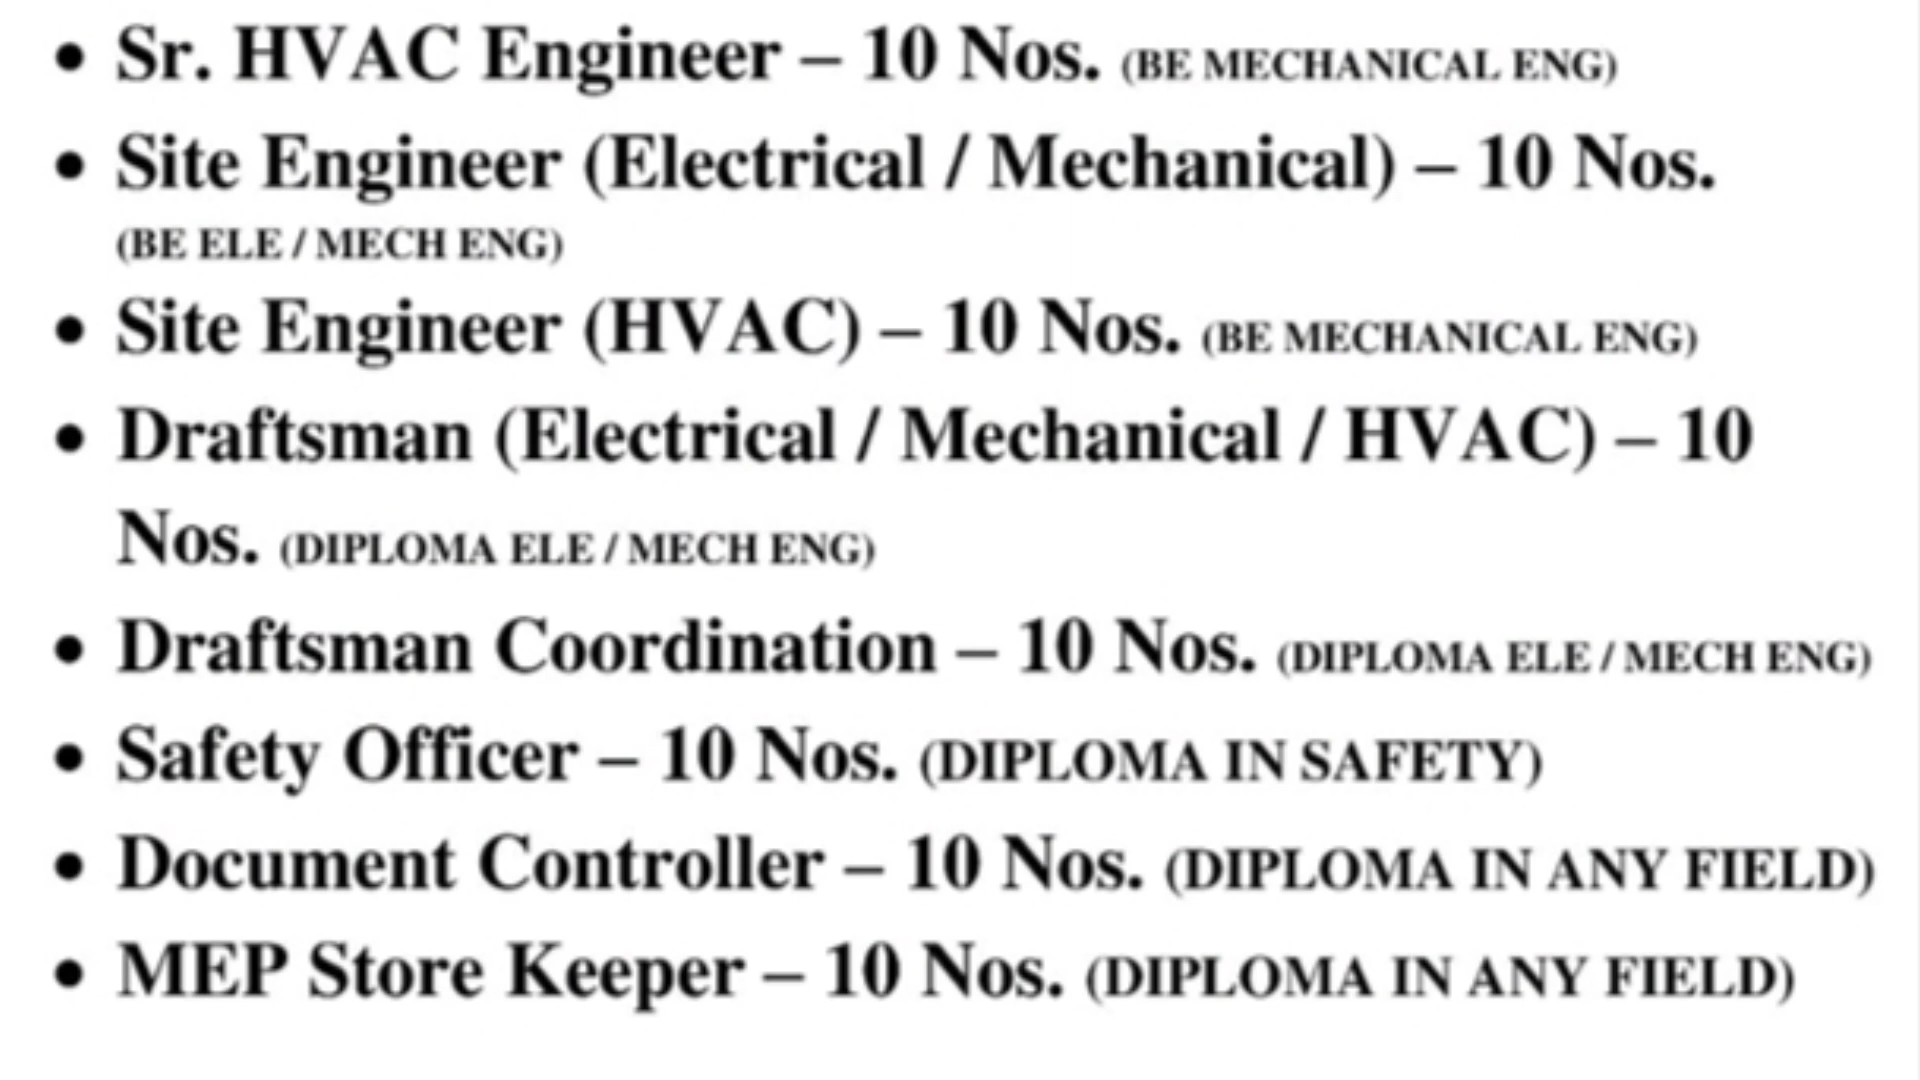 • Sr. HVAC Engineer – 10 Nos. (BE MECHANICAL ENG)
• Site Engineer (Electrical / Mechanical) – 10 Nos.
(BE ELE / MECH ENG)
• Site Engineer (HVAC) – 10 Nos. (BE MECHANICAL ENG)
• Draftsman (Electrical / Mechanical / HVAC) – 10
Nos. (DIPLOMA ELE / MECH ENG)
• Draftsman Coordination – 10 Nos. (DIPLOMA ELE / MECH ENG)
• Safety Officer – 10 Nos. (DIPLOMA IN SAFETY)
• Document Controller – 10 Nos. (DIPLOMA IN ANY FIELD)
• MEP Store Keeper – 10 Nos. (DIPLOMA IN ANY FIELD)